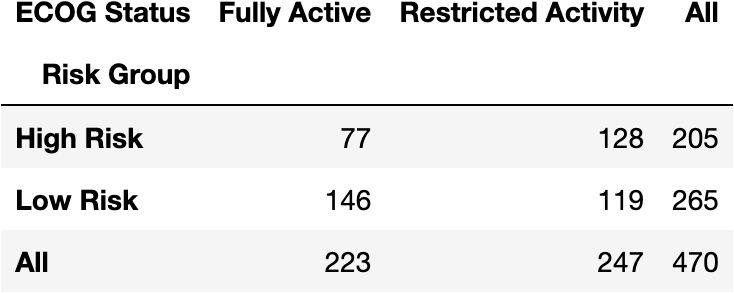 ECOG Status Fully Active Restricted Activity All
Risk Group
High Risk 77 128 205
Low Risk 146 119 265
All 223 247 470